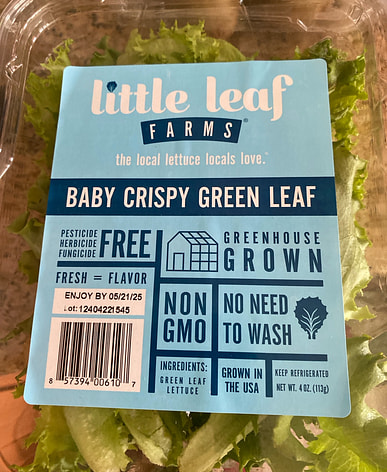 little leaf
FARMS®
the local lettuce locals love.™
BABY CRISPY GREEN LEAF
PESTICIDE
HERBICIDE
FUNGICIDE
FREE
FRESH = FLAVOR
GREENHOUSE
GROWN
ENJOY BY 05/21/25
Lot: 12404221545
8 57394 00610 7
NON
GMO
NO NEED
TO WASH
INGREDIENTS:
GREEN LEAF
LETTUCE
GROWN IN
THE USA
KEEP REFRIGERATED
NET WT. 4 OZ. (113g)